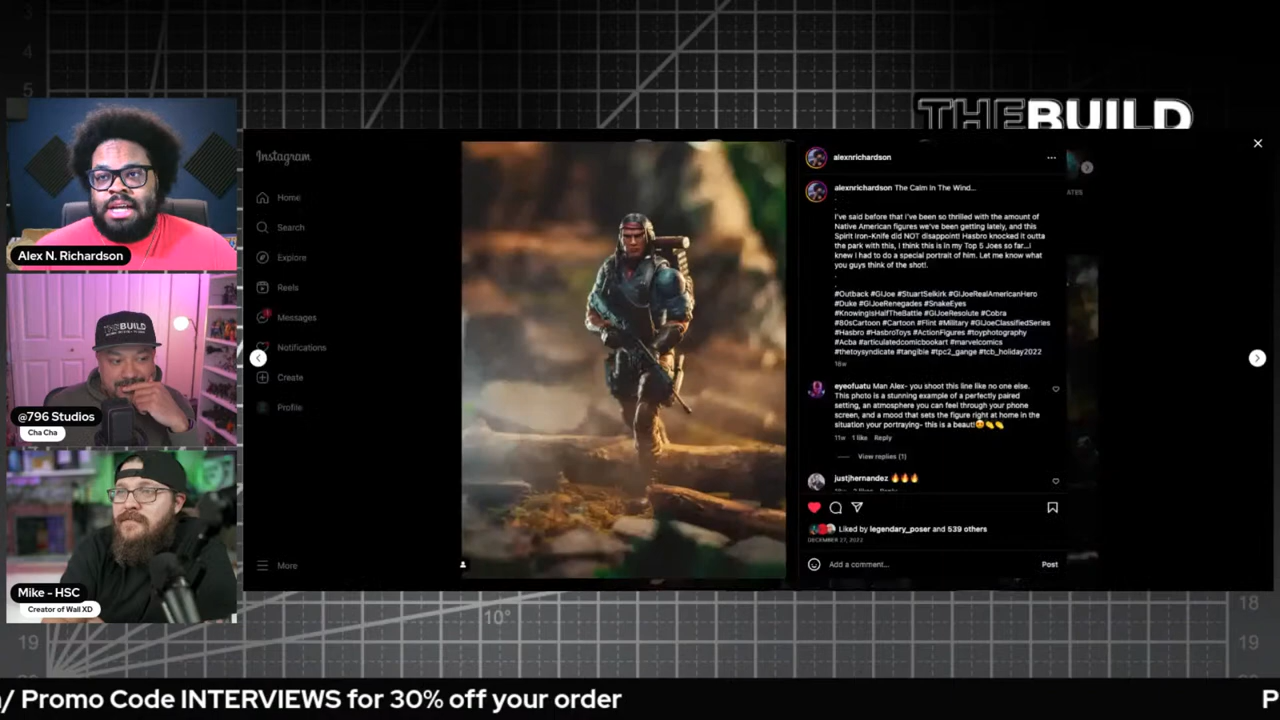 3
4
5
THEBUILD
Alex N. Richardson
@796 Studios
Cha Cha
Mike - HSC
Creator of Wall XD
Instagram
Home
Search
Explore
Reels
Messages
Notifications
Create
Profile
More
alexnrichardson
ATES
alexnrichardson The Calm In The Wind...
.
.
I've said before that i've been so thrilled with the amount of
Native American figures we've been getting lately, and this
Spirit Iron-Knife did NOT disappoint! Hasbro knocked it outta
the park with this, I think this is in my Top 5 Joes so far...I
knew I had to do a special portrait of him. Let me know what
you guys think of the shot!.
.
.
#Outback #GIJoe #StuartSelkirk #GIJoeRealAmericanHero
#Duke #GIJoeRenegades #SnakeEyes
#KnowingIsHalfTheBattle #GIJoeResolute #Cobra
#80sCartoon #Cartoon #Flint #Military #GIJoeClassifiedSeries
#Hasbro #HasbroToys #ActionFigures #toyphotography
#Acba #articulatedcomicbookart #marvelcomics
#thetoysyndicate #tangible #tpc2_gange #tcb_holiday2022
18w
eyeofuatu Man Alex- you shoot this line like no one else.
This photo is a stunning example of a perfectly paired
setting, an atmosphere you can feel through your phone
screen, and a mood that sets the figure right at home in the
situation your portraying- this is a beaut!😍👏👏
11w 1 like Reply
View replies (1)
justjhernandez 🔥🔥🔥
Liked by legendary_poser and 539 others
DECEMBER 27, 2022
Add a comment...
Post
10°
18
19
19
/ Promo Code INTERVIEWS for 30% off your order
P